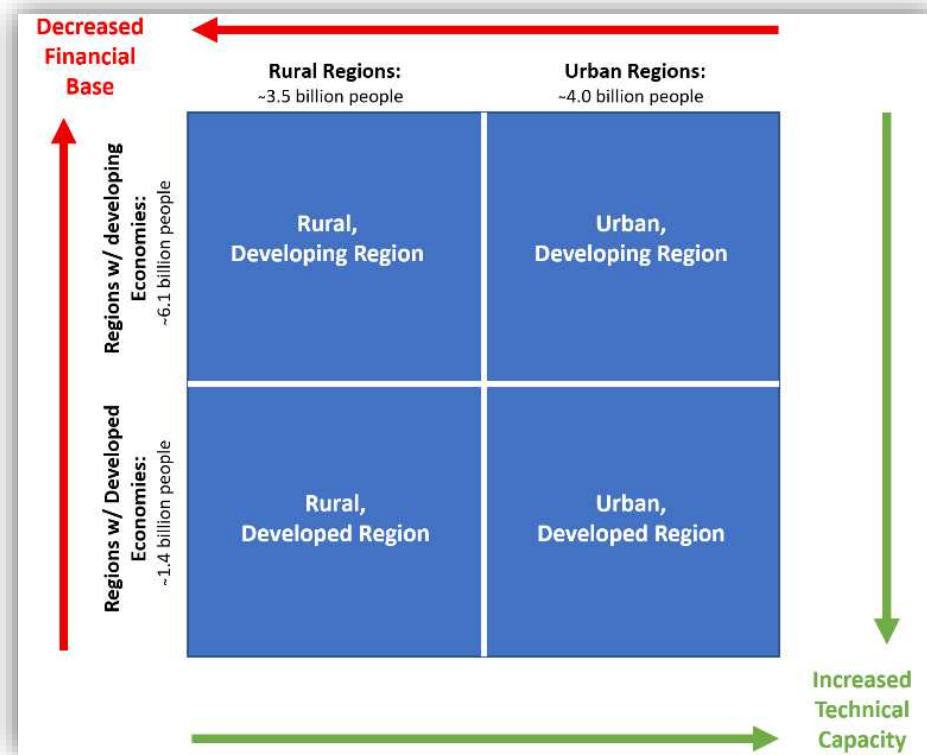 Decreased
Financial
Base
Rural Regions:
~3.5 billion people
Urban Regions:
~4.0 billion people
Regions w/ developing
Economies:
~6.1 billion people
Rural,
Developing Region
Urban,
Developing Region
Regions w/ Developed
Economies:
~1.4 billion people
Rural,
Developed Region
Urban,
Developed Region
Increased
Technical
Capacity